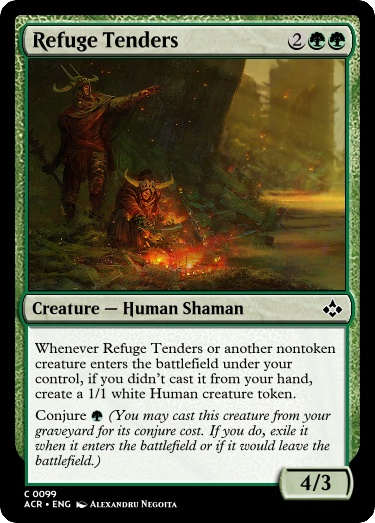 Refuge Tenders 2
Creature — Human Shaman
Whenever Refuge Tenders or another nontoken
creature enters the battlefield under your
control, if you didn't cast it from your hand,
create a 1/1 white Human creature token.
Conjure (You may cast this creature from your
graveyard for its conjure cost. If you do, exile it
when it enters the battlefield or if it would leave the
battlefield.)
4/3
C 0099
ACR • ENG Alexandru Negoita